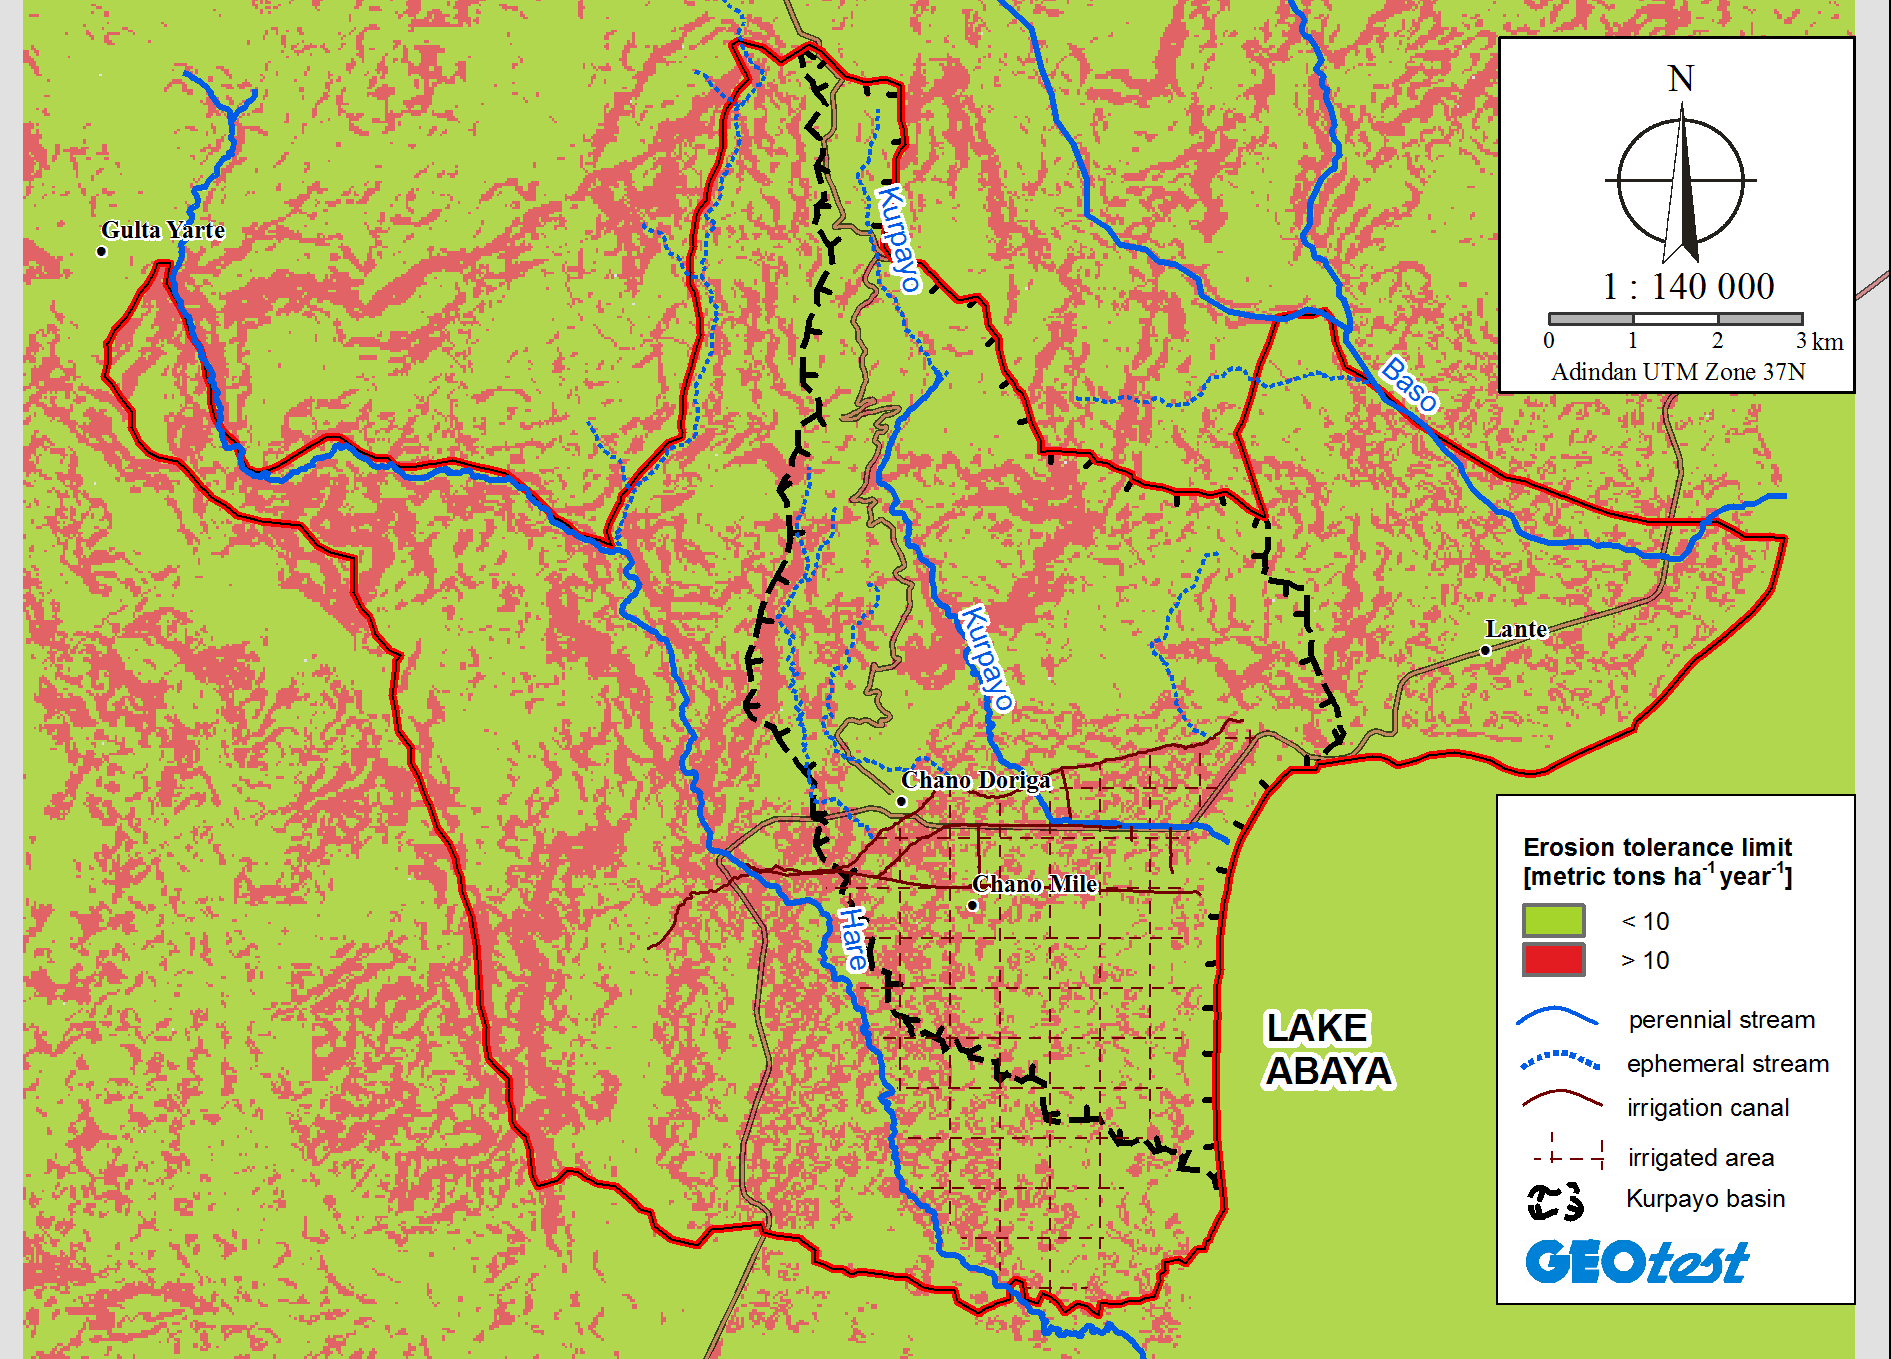 N
1 : 140 000
0 1 2 3 km
Adindan UTM Zone 37N
Gulta Yarte
Kurpayo
Baso
Lante
Kurpayo
Chano Doriga
Chano Mile
Hare
LAKE
ABAYA
Erosion tolerance limit
[metric tons ha⁻¹ year⁻¹]
< 10
> 10
perennial stream
ephemeral stream
irrigation canal
irrigated area
Kurpayo basin
GEOtest